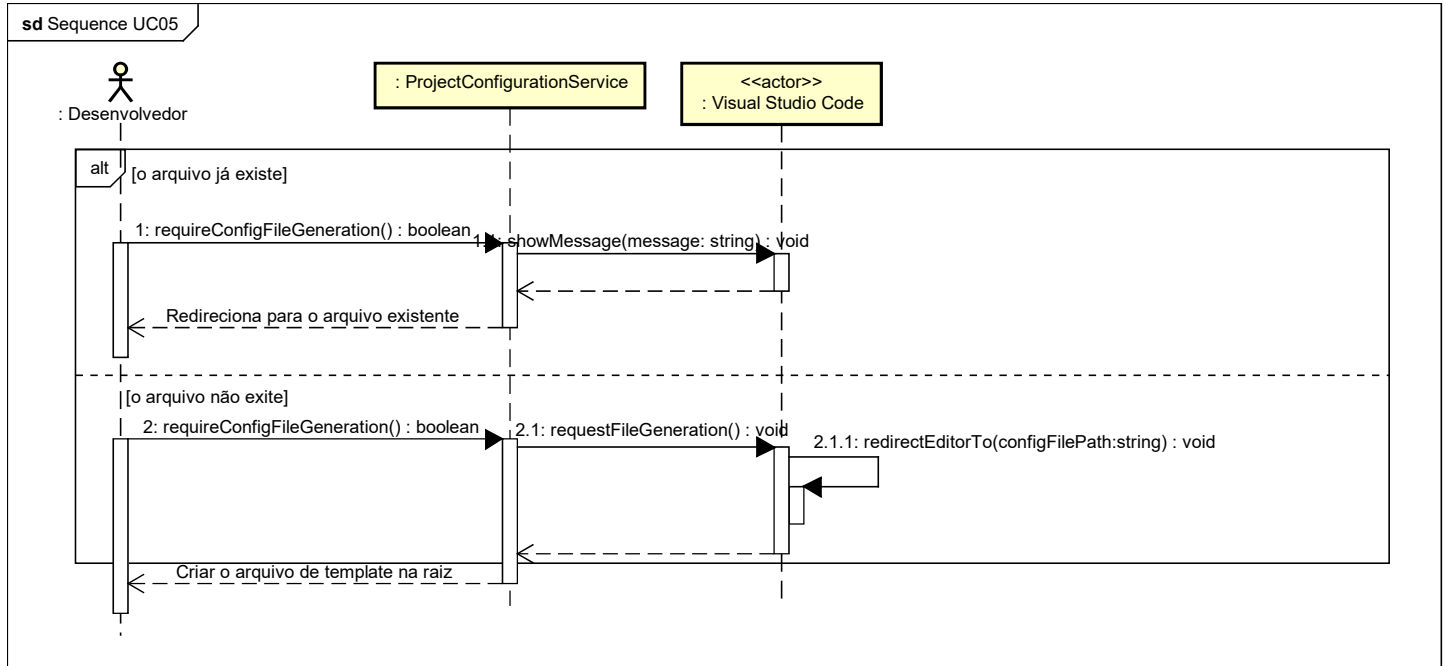 sd Sequence UC05
: Desenvolvedor
: ProjectConfigurationService
<<actor>>
: Visual Studio Code
alt
[o arquivo já existe]
1: requireConfigFileGeneration() : boolean
1.1: showMessage(message: string) : void
Redireciona para o arquivo existente
[o arquivo não exite]
2: requireConfigFileGeneration() : boolean
2.1: requestFileGeneration() : void
2.1.1: redirectEditorTo(configFilePath:string) : void
Criar o arquivo de template na raiz